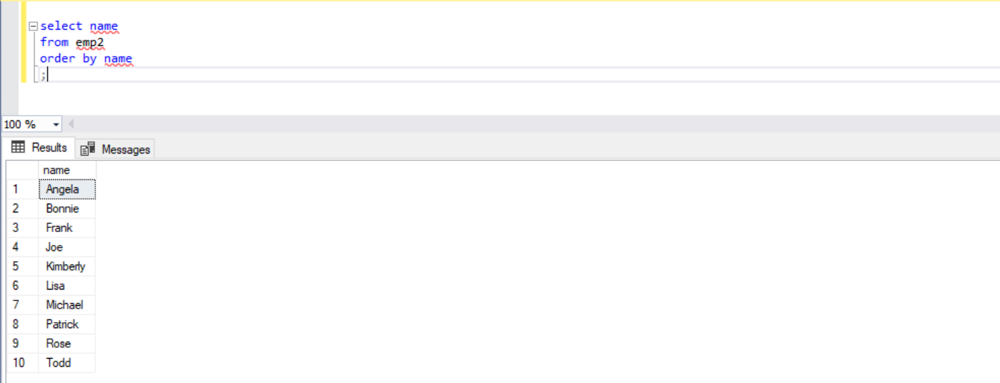 select name
from emp2
order by name
;
100 %
Results Messages
name
1 Angela
2 Bonnie
3 Frank
4 Joe
5 Kimberly
6 Lisa
7 Michael
8 Patrick
9 Rose
10 Todd